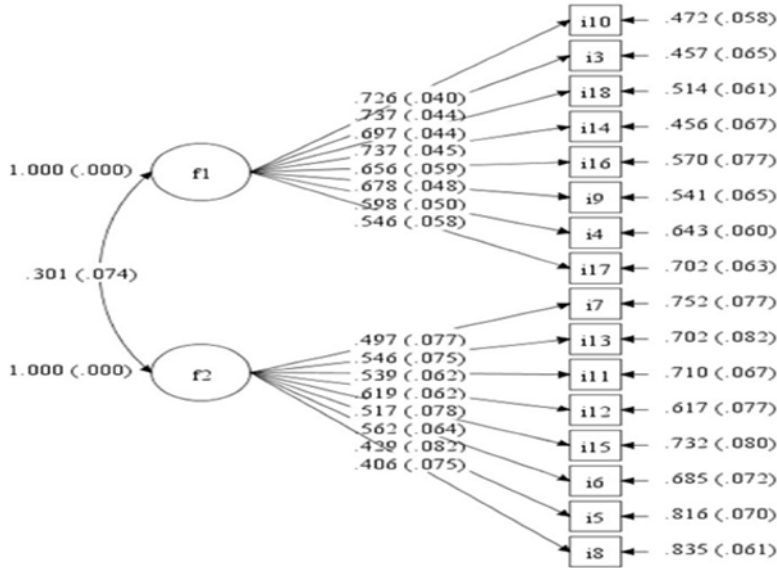 i10 .472 (.058)
i3 .457 (.065)
i18 .514 (.061)
.726 (.040)
.737 (.044)
i14 .456 (.067)
.697 (.044)
.737 (.045)
1.000 (.000) f1 .656 (.059) i16 .570 (.077)
.678 (.048)
i9 .541 (.065)
.598 (.050)
.546 (.058)
i4 .643 (.060)
i17 .702 (.063)
.301 (.074)
i7 .752 (.077)
.497 (.077)
i13 .702 (.082)
.546 (.075)
1.000 (.000) f2 .539 (.062) i11 .710 (.067)
.619 (.062)
i12 .617 (.077)
.517 (.078)
.562 (.064)
i15 .732 (.080)
.429 (.082)
.406 (.075)
i6 .685 (.072)
i5 .816 (.070)
i8 .835 (.061)